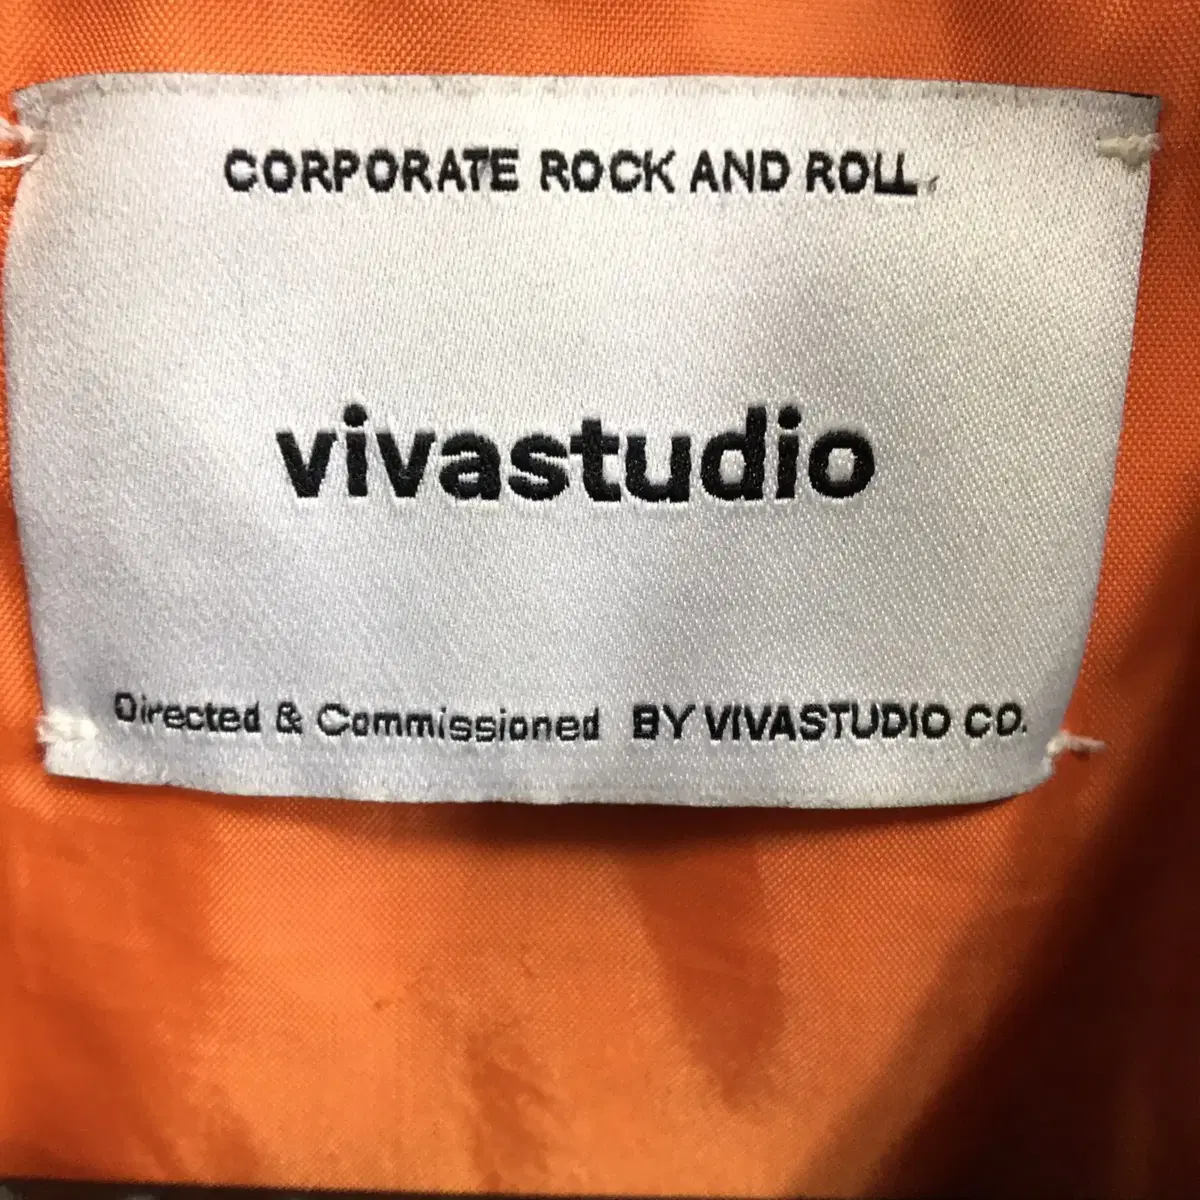 CORPORATE ROCK AND ROLL.
vivastudio
Directed & Commissioned BY VIVASTUDIO CO.